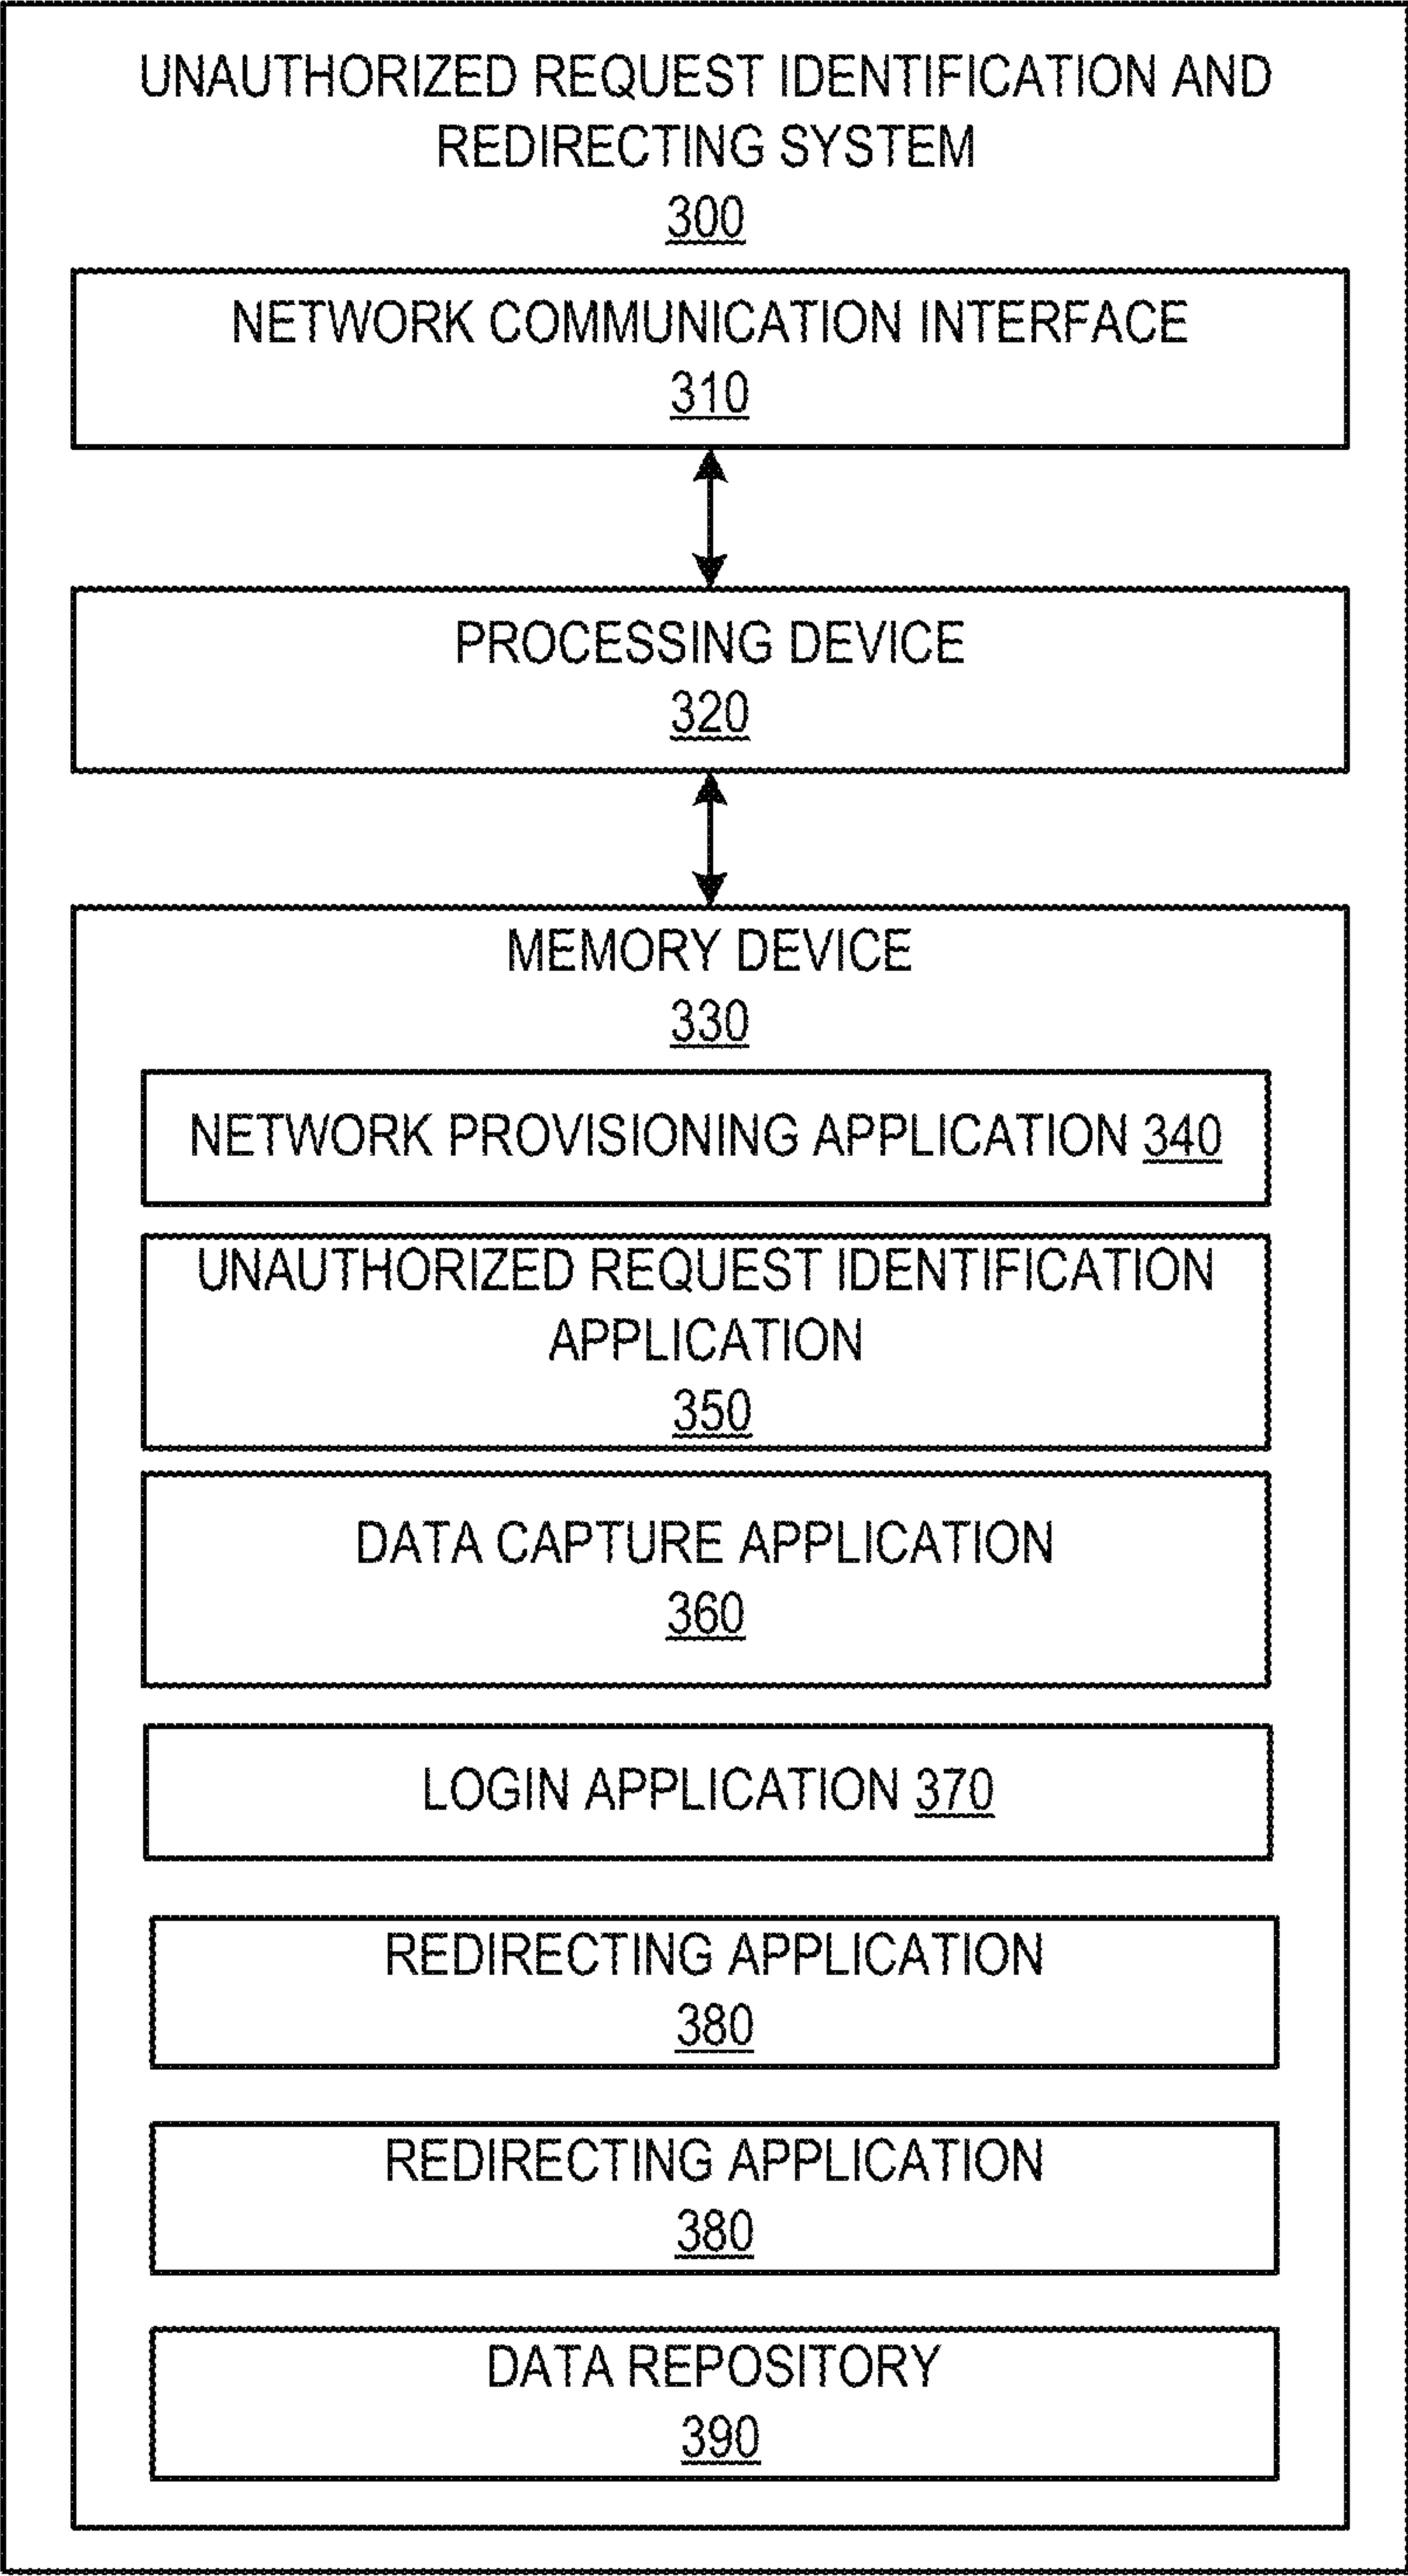 UNAUTHORIZED REQUEST IDENTIFICATION AND
REDIRECTING SYSTEM
300
NETWORK COMMUNICATION INTERFACE
310
PROCESSING DEVICE
320
MEMORY DEVICE
330
NETWORK PROVISIONING APPLICATION 340
UNAUTHORIZED REQUEST IDENTIFICATION
APPLICATION
350
DATA CAPTURE APPLICATION
360
LOGIN APPLICATION 370
REDIRECTING APPLICATION
380
REDIRECTING APPLICATION
380
DATA REPOSITORY
390